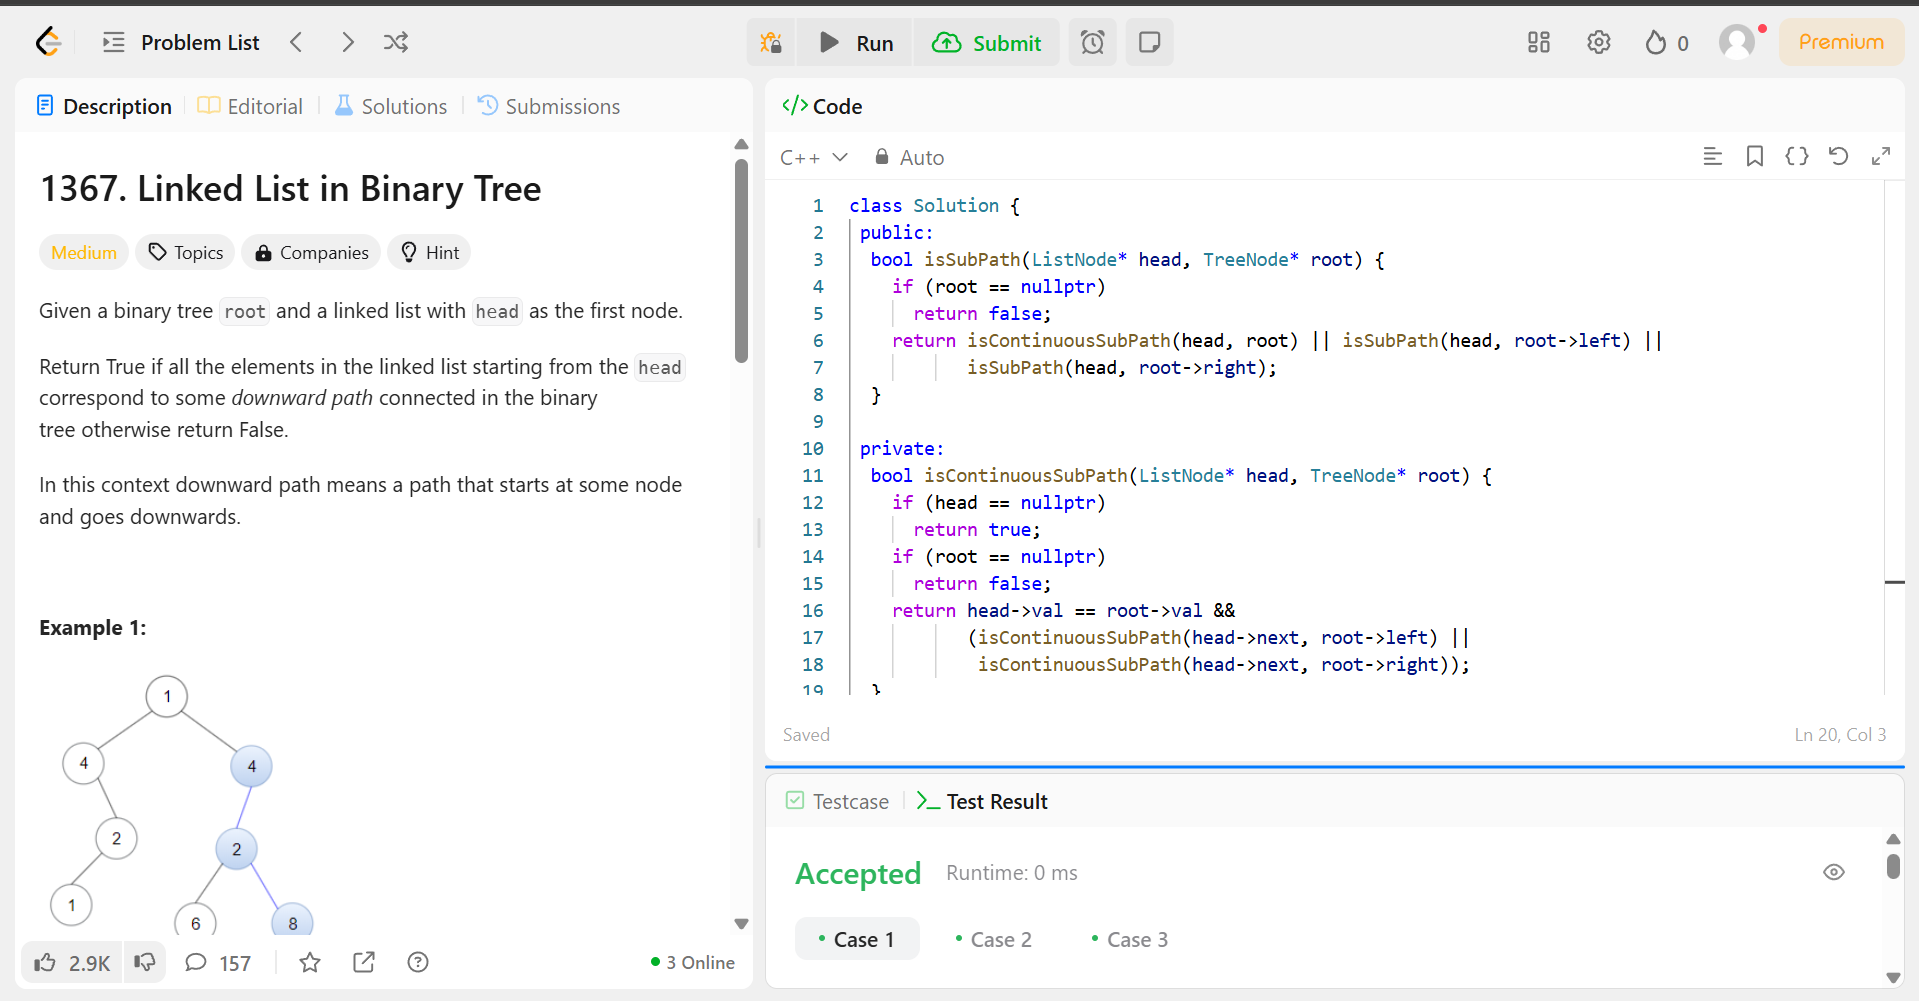 Problem List
Run
Submit
0
Premium
Description
Editorial
Solutions
Submissions
1367. Linked List in Binary Tree
Medium
Topics
Companies
Hint
Given a binary tree root and a linked list with head as the first node.
Return True if all the elements in the linked list starting from the head
correspond to some downward path connected in the binary
tree otherwise return False.
In this context downward path means a path that starts at some node
and goes downwards.
Example 1:
1
4
4
2
2
1
6
8
2.9K
157
3 Online
</> Code
C++
Auto
1 class Solution {
2 public:
3 bool isSubPath(ListNode* head, TreeNode* root) {
4 if (root == nullptr)
5 return false;
6 return isContinuousSubPath(head, root) || isSubPath(head, root->left) ||
7 isSubPath(head, root->right);
8 }
9
10 private:
11 bool isContinuousSubPath(ListNode* head, TreeNode* root) {
12 if (head == nullptr)
13 return true;
14 if (root == nullptr)
15 return false;
16 return head->val == root->val &&
17 (isContinuousSubPath(head->next, root->left) ||
18 isContinuousSubPath(head->next, root->right));
19 }
Saved
Ln 20, Col 3
Testcase
Test Result
Accepted
Runtime: 0 ms
Case 1
Case 2
Case 3